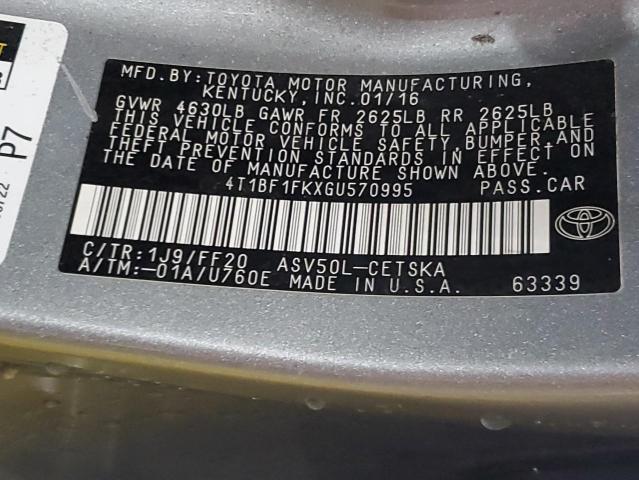 MFD.BY: TOYOTA MOTOR MANUFACTURING,
KENTUCKY, INC. 01/16
GVWR 4630LB GAWR FR 2625LB RR 2625LB
THIS VEHICLE CONFORMS TO ALL APPLICABLE
FEDERAL MOTOR VEHICLE SAFETY, BUMPER, AND
THEFT PREVENTION STANDARDS IN EFFECT ON
THE DATE OF MANUFACTURE SHOWN ABOVE.
4T1BF1FKXGU570995 PASS.CAR
C/TR: 1J9/FF20 ASV50L-CETSKA
A/TM: -01A/U760E MADE IN U.S.A. 63339
P7